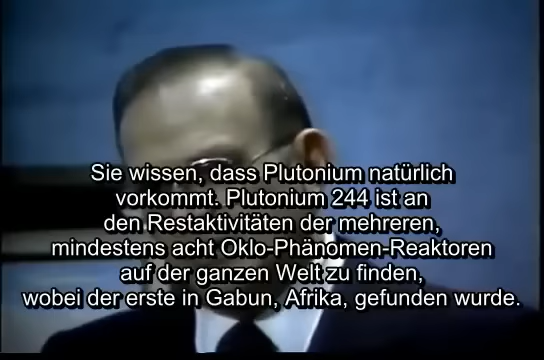 Sie wissen, dass Plutonium natürlich
vorkommt. Plutonium 244 ist an
den Restaktivitäten der mehreren,
mindestens acht Oklo-Phänomen-Reaktoren
auf der ganzen Welt zu finden,
wobei der erste in Gabun, Afrika, gefunden wurde.